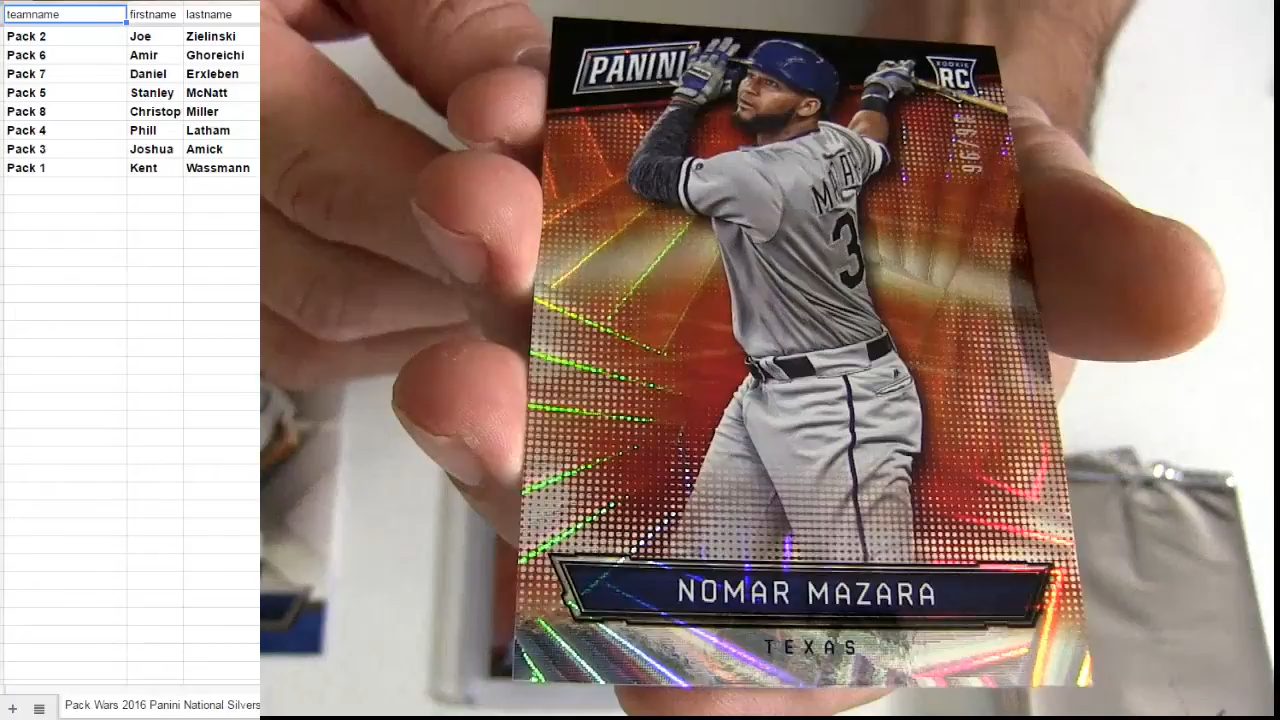 teamname firstname lastname
Pack 2 Joe Zielinski
Pack 6 Amir Ghoreichi
Pack 7 Daniel Erxleben
Pack 5 Stanley McNatt
Pack 8 Christop Miller
Pack 4 Phill Latham
Pack 3 Joshua Amick
Pack 1 Kent Wassmann
Pack Wars 2016 Panini National Silvers
PANINI
ROOKIE
RC
3
NOMAR MAZARA
TEXAS